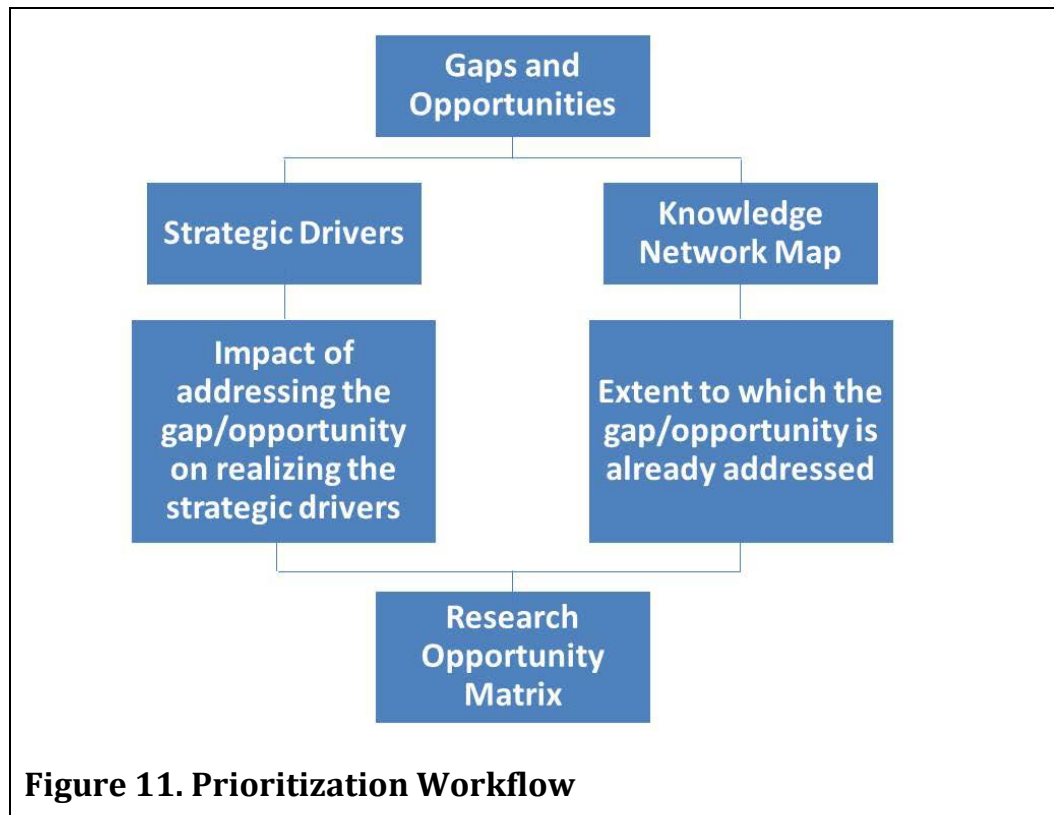 Gaps and
Opportunities
Strategic Drivers
Knowledge
Network Map
Impact of
addressing the
gap/opportunity
on realizing the
strategic drivers
Extent to which the
gap/opportunity is
already addressed
Research
Opportunity
Matrix
Figure 11. Prioritization Workflow